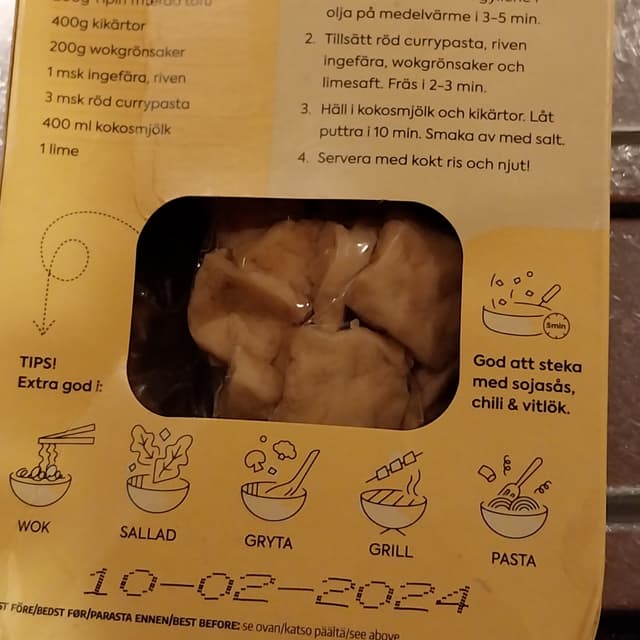 400g kikärtor
200g wokgrönsaker
1 msk ingefära, riven
3 msk röd currypasta
400 ml kokosmjölk
1 lime
olja på medelvärme i 3-5 min.
2. Tillsätt röd currypasta, riven
ingefära, wokgrönsaker och
limesaft. Fräs i 2-3 min.
3. Häll i kokosmjölk och kikärtor. Låt
puttra i 10 min. Smaka av med salt.
4. Servera med kokt ris och njut!
5min
God att steka
med sojasås,
chili & vitlök.
TIPS!
Extra god i:
WOK
SALLAD
GRYTA
GRILL
PASTA
10-02-2024
FÖRE/BEDST FØR/PARASTA ENNEN/BEST BEFORE: se ovan/katso päältä/see above